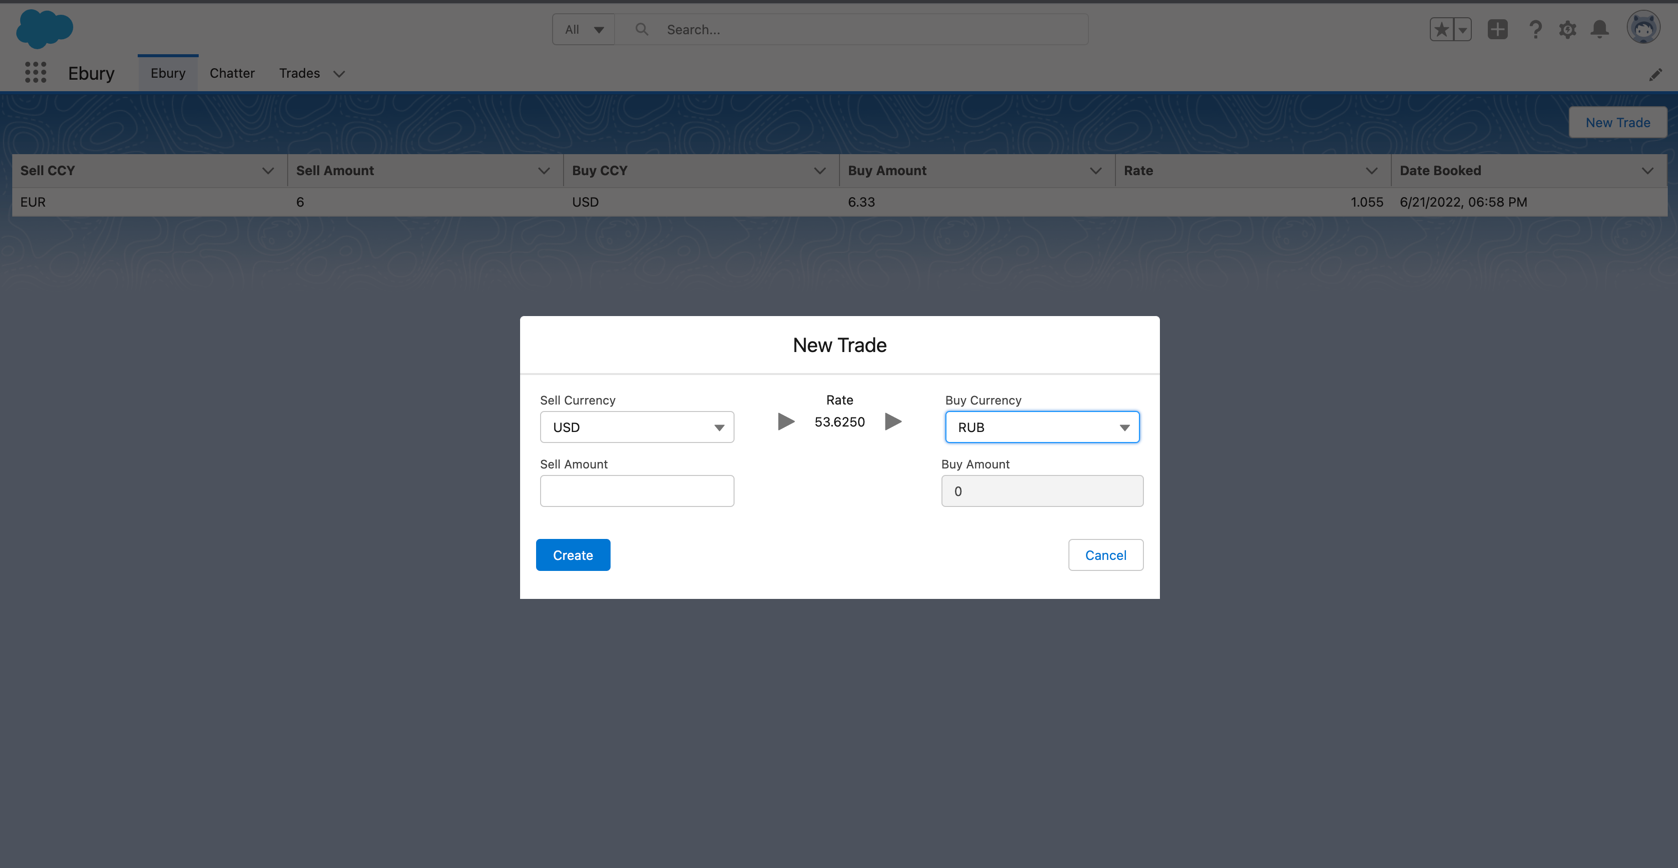 All Search...
Ebury Ebury Chatter Trades
New Trade
Sell CCY Sell Amount Buy CCY Buy Amount Rate Date Booked
EUR 6 USD 6.33 1.055 6/21/2022, 06:58 PM
New Trade
Sell Currency Rate Buy Currency
USD 53.6250 RUB
Sell Amount Buy Amount
0
Create Cancel